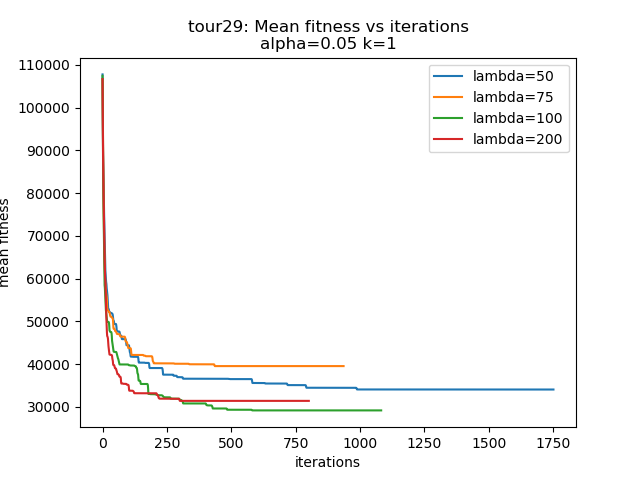 tour29: Mean fitness vs iterations
alpha=0.05 k=1
lambda=50
lambda=75
lambda=100
lambda=200
110000
100000
90000
80000
70000
60000
50000
40000
30000
mean fitness
0 250 500 750 1000 1250 1500 1750
iterations